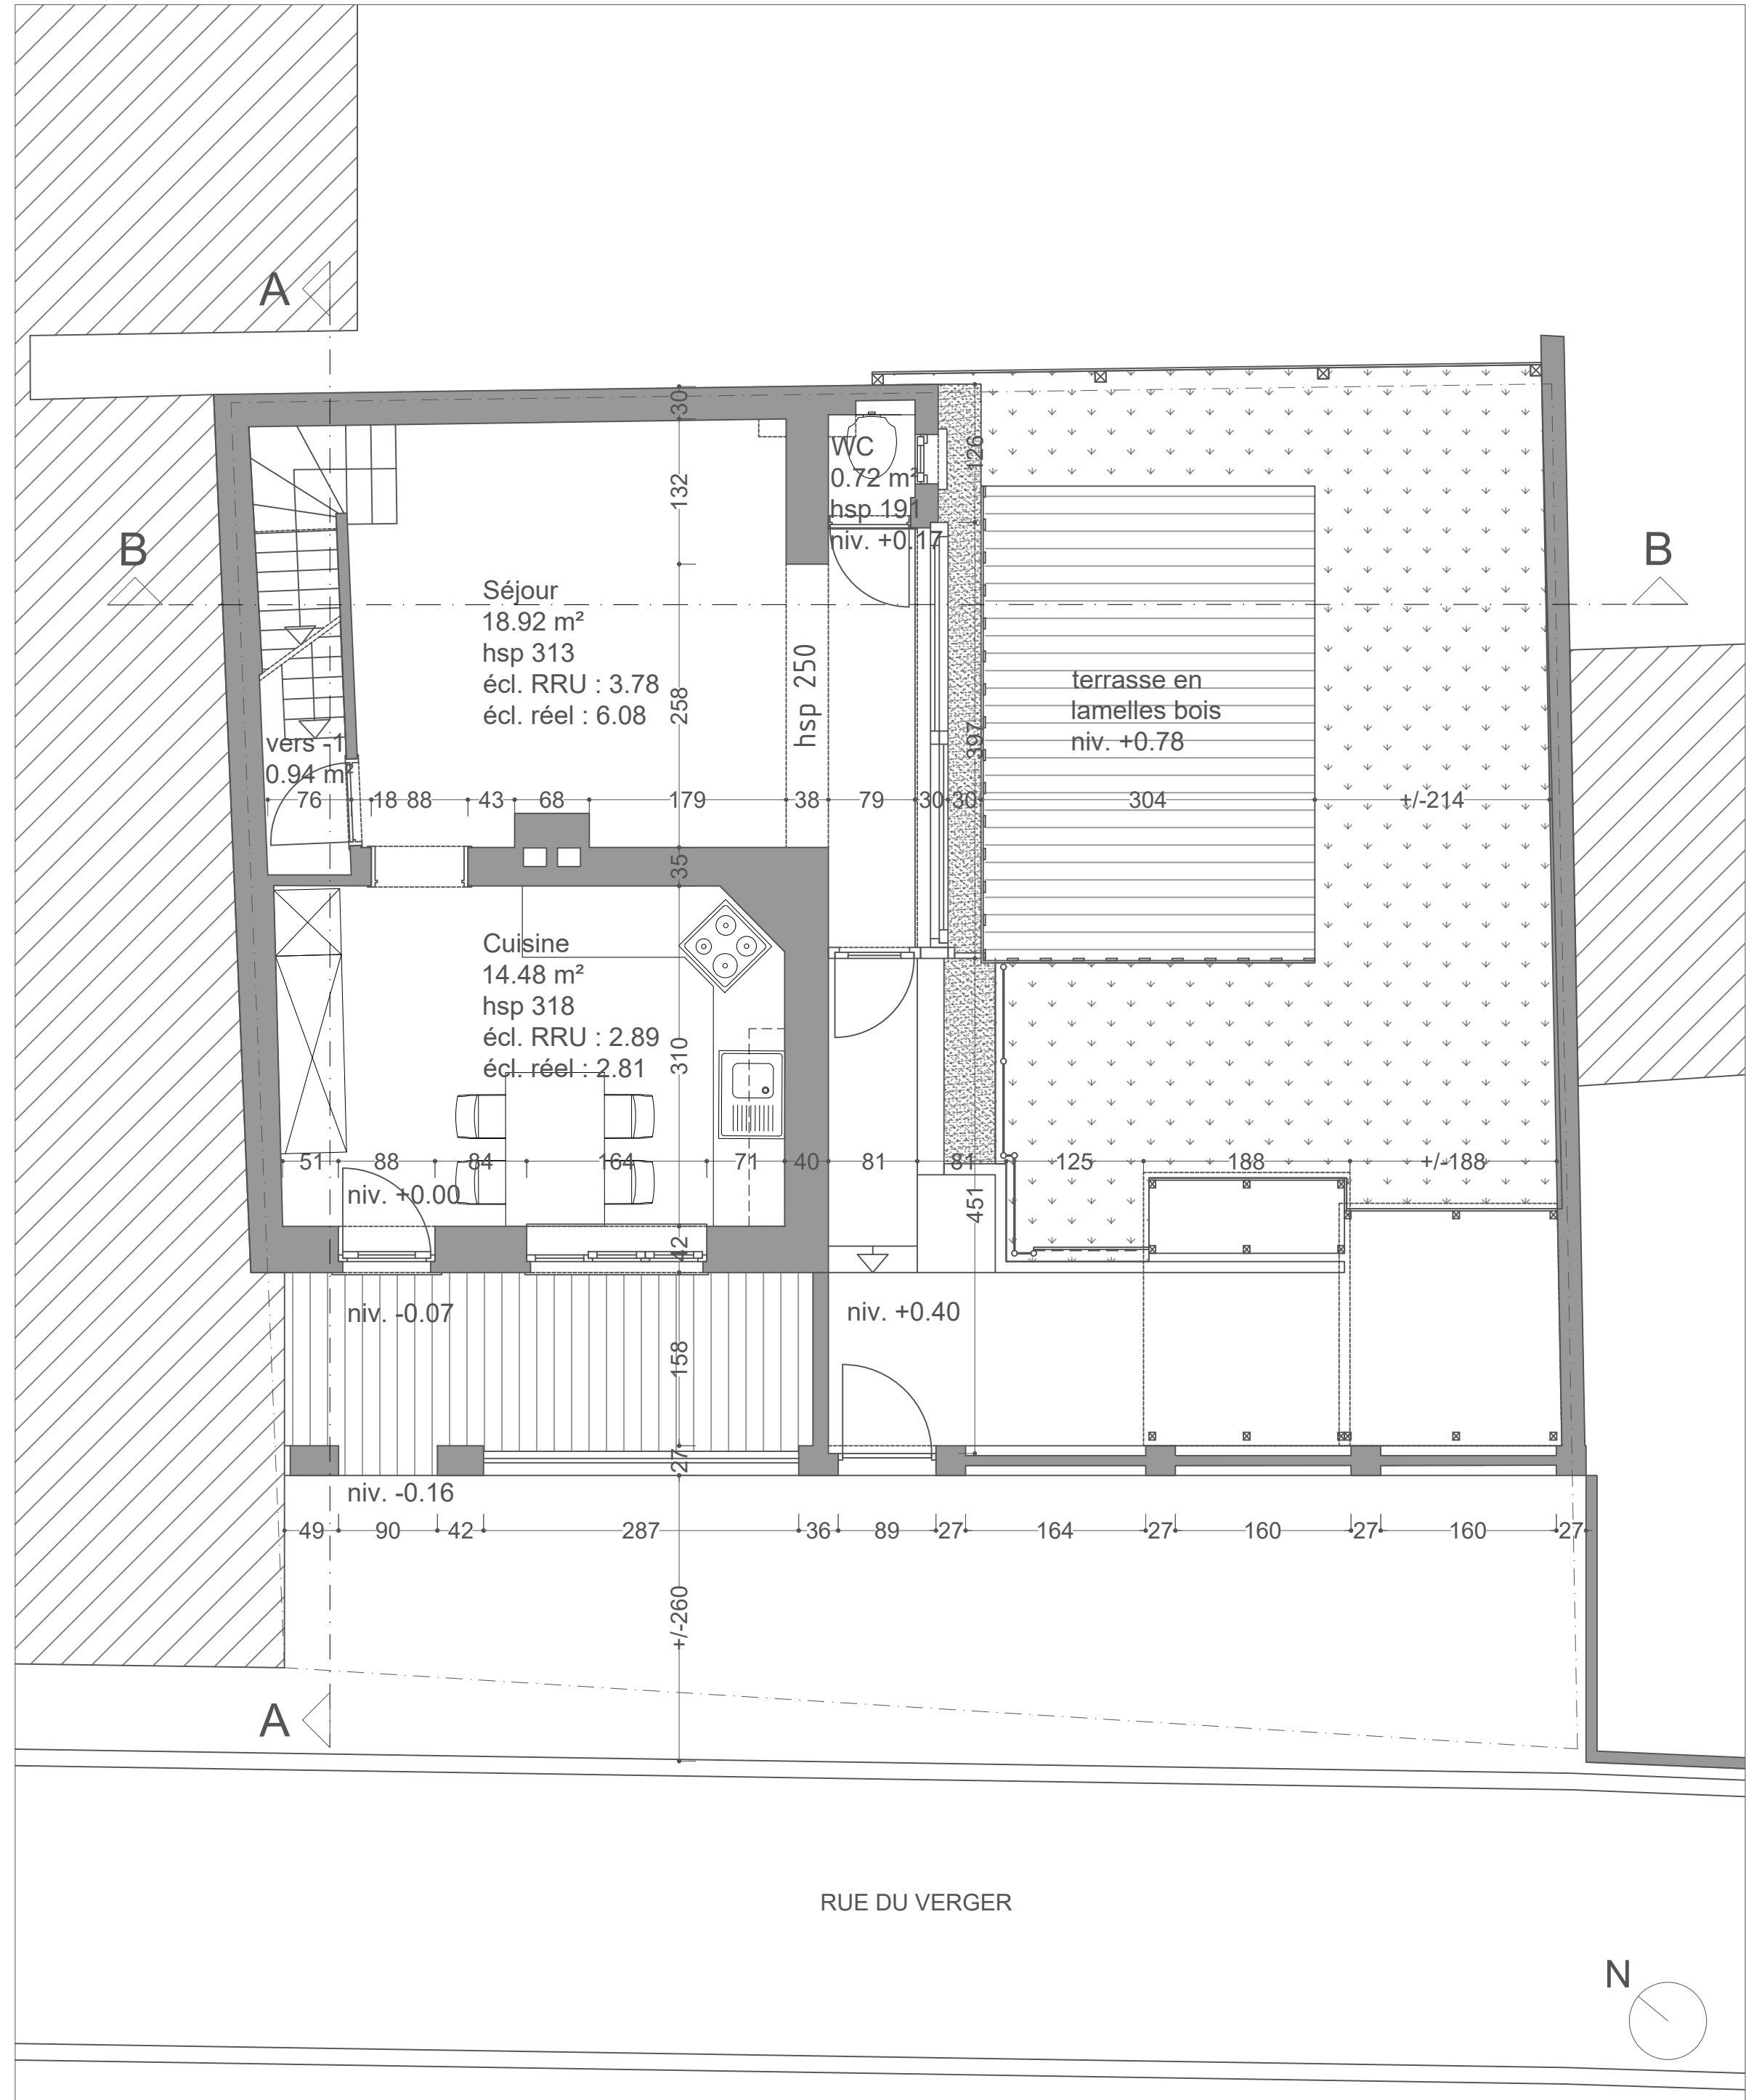 A
30
132
WC
0.72 m²
hsp 191
niv. +0.17
126
B
B
Séjour
18.92 m²
hsp 313
écl. RRU : 3.78
écl. réel : 6.08
258
hsp 250
397
terrasse en
lamelles bois
niv. +0.78
vers -1
0.94 m²
76 18 88 43 68 179 38 79 30 30 304 +/-214
35
Cuisine
14.48 m²
hsp 318
écl. RRU : 2.89
écl. réel : 2.81
310
51 88 84 164 71 40 81 81 125 188 +/-188
niv. +0.00
451
42
niv. -0.07
niv. +0.40
158
27
niv. -0.16
49 90 42 287 36 89 27 164 27 160 27 160 27
+/-260
A
RUE DU VERGER
N